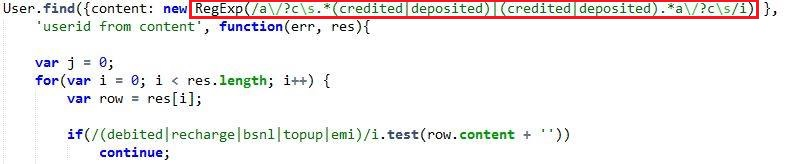 User.find({content: new RegExp(/a\/?c\s.*(credited|deposited)|(credited|deposited).*a\/?c\s/i) },
'userid from content', function(err, res){
var j = 0;
for(var i = 0; i < res.length; i++) {
var row = res[i];
if(/(debited|recharge|bsnl|topup|emi)/i.test(row.content + ''))
continue;